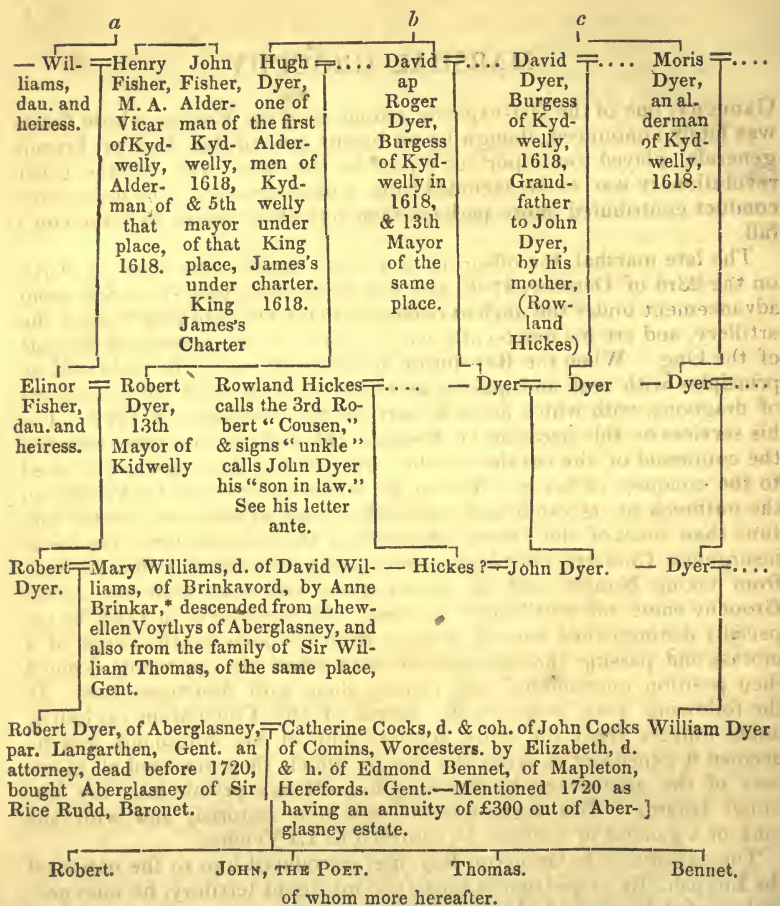 a
b
c
— Wil-
liams,
dau. and
heiress.
Henry
Fisher,
M. A.
Vicar
of Kyd-
welly,
Alder-
man of
that
place,
1618.
John
Fisher,
Alder-
man of
Kyd-
welly,
1618,
& 5th
mayor
of that
place,
under
King
James's
Charter
Hugh
Dyer,
one of
the first
Alder-
men of
Kyd-
welly
under
King
James's
charter.
1618.
....
David
ap
Roger
Dyer,
Burgess
of Kyd-
welly in
1618,
& 13th
Mayor
of the
same
place.
....
David
Dyer,
Burgess
of Kyd-
welly,
1618,
Grand-
father
to John
Dyer,
by his
mother,
(Row-
land
Hickes)
....
Moris
Dyer,
an al-
derman
of Kyd-
welly,
1618.
....
Elinor
Fisher,
dau. and
heiress.
=
Robert
Dyer,
13th
Mayor of
Kidwelly
Rowland Hickes
calls the 3rd Ro-
bert "Cousen,"
& signs "unkle"
calls John Dyer
his "son in law."
See his letter
ante.
....
— Dyer
— Dyer
— Dyer
....
Robert
Dyer.
Mary Williams, d. of David Wil-
liams, of Brinkavord, by Anne
Brinkar,* descended from Lhew-
ellen Voythys of Aberglasney, and
also from the family of Sir Wil-
liam Thomas, of the same place,
Gent.
— Hickes ?=John Dyer.
— Dyer
....
Robert Dyer, of Aberglasney,
par. Langarthen, Gent. an
attorney, dead before 1720,
bought Aberglasney of Sir
Rice Rudd, Baronet.
Catherine Cocks, d. & coh. of John Cocks
of Comins, Worcesters. by Elizabeth, d.
& h. of Edmond Bennet, of Mapleton,
Herefords. Gent.—Mentioned 1720 as
having an annuity of £300 out of Aber-]
glasney estate.
William Dyer
Robert. JOHN, THE POET. Thomas. Bennet.
of whom more hereafter.